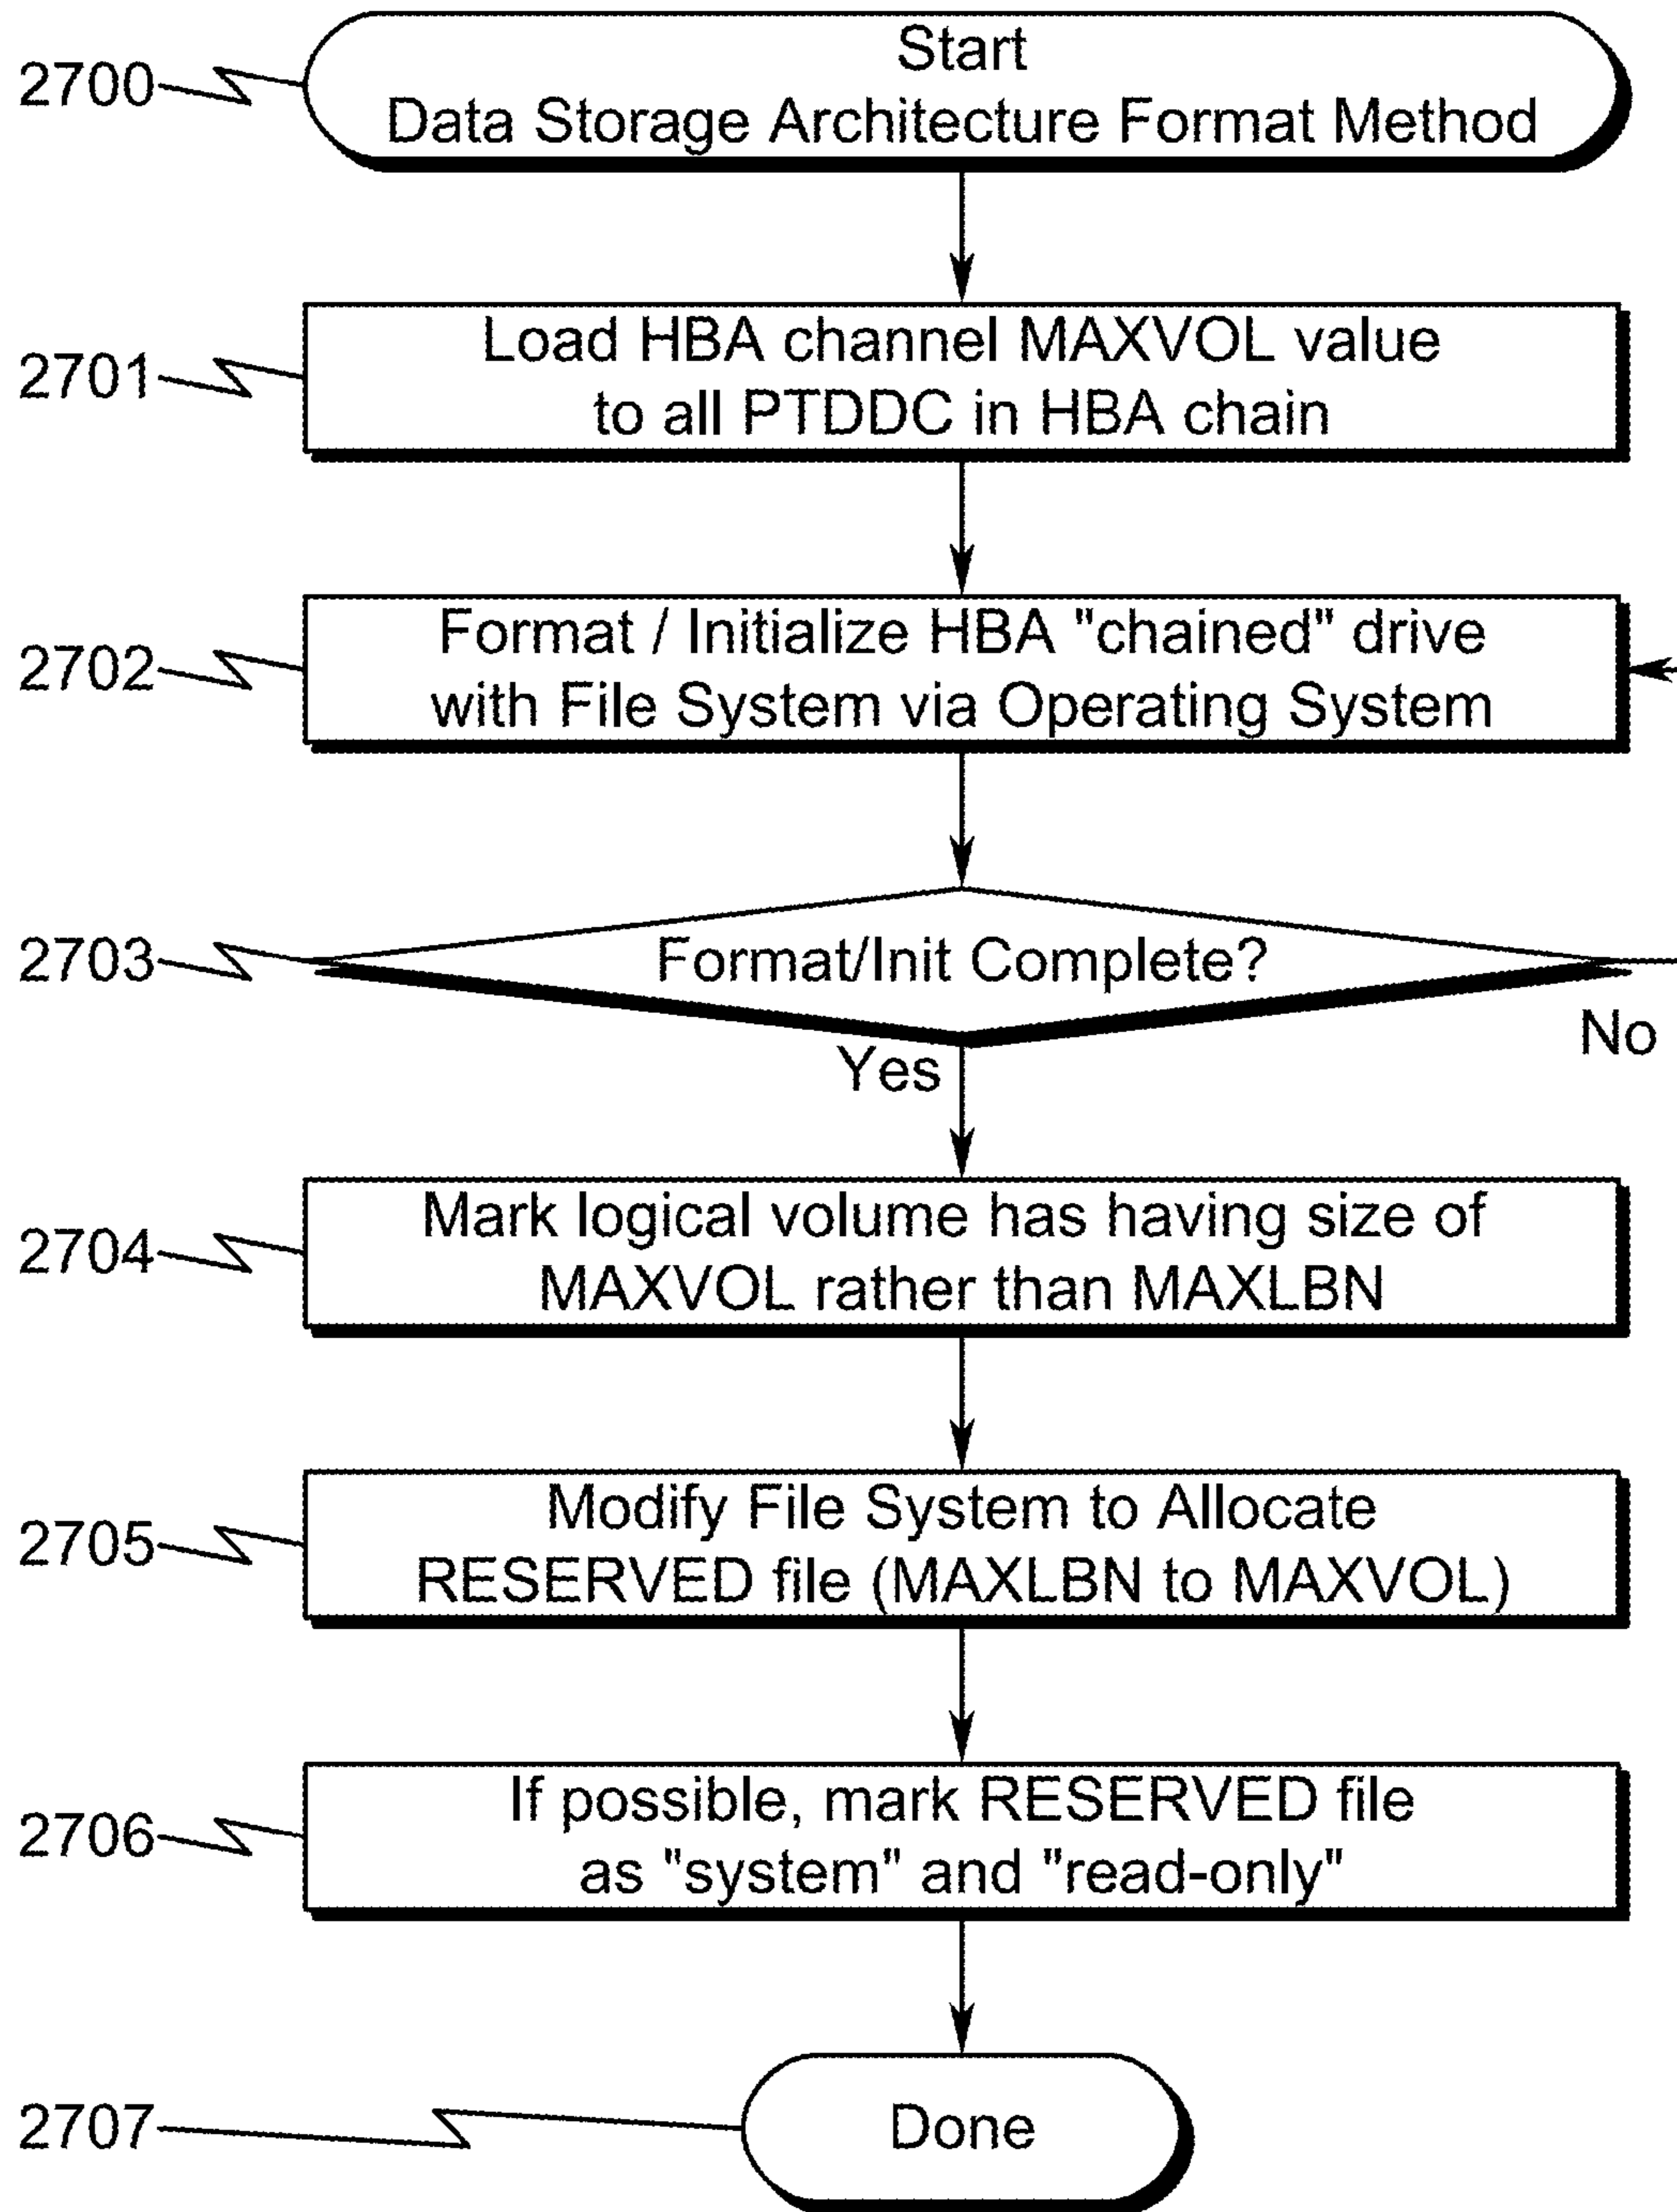 2700
Start
Data Storage Architecture Format Method
2701
Load HBA channel MAXVOL value
to all PTDDC in HBA chain
2702
Format / Initialize HBA "chained" drive
with File System via Operating System
2703
Format/Init Complete?
No
Yes
2704
Mark logical volume has having size of
MAXVOL rather than MAXLBN
2705
Modify File System to Allocate
RESERVED file (MAXLBN to MAXVOL)
2706
If possible, mark RESERVED file
as "system" and "read-only"
2707
Done